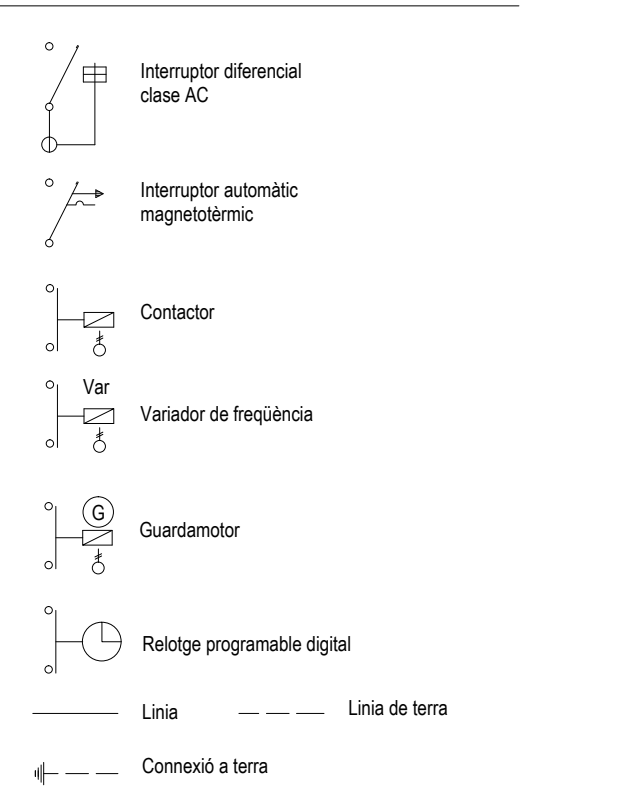 Interruptor diferencial
clase AC
Interruptor automàtic
magnetotèrmic
Contactor
Var
Variador de freqüència
G
Guardamotor
Relotge programable digital
Linia
Linia de terra
Connexió a terra